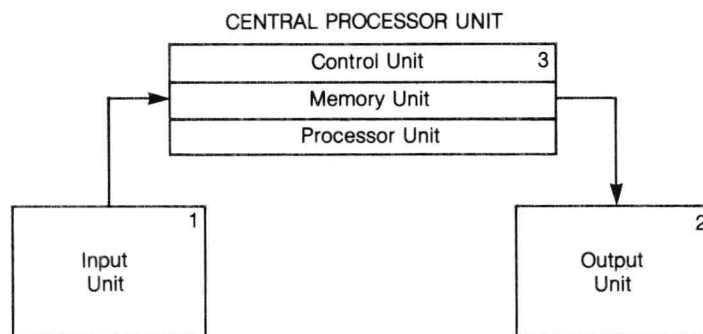 CENTRAL PROCESSOR UNIT
Control Unit 3
Memory Unit
Processor Unit
1
Input
Unit
2
Output
Unit